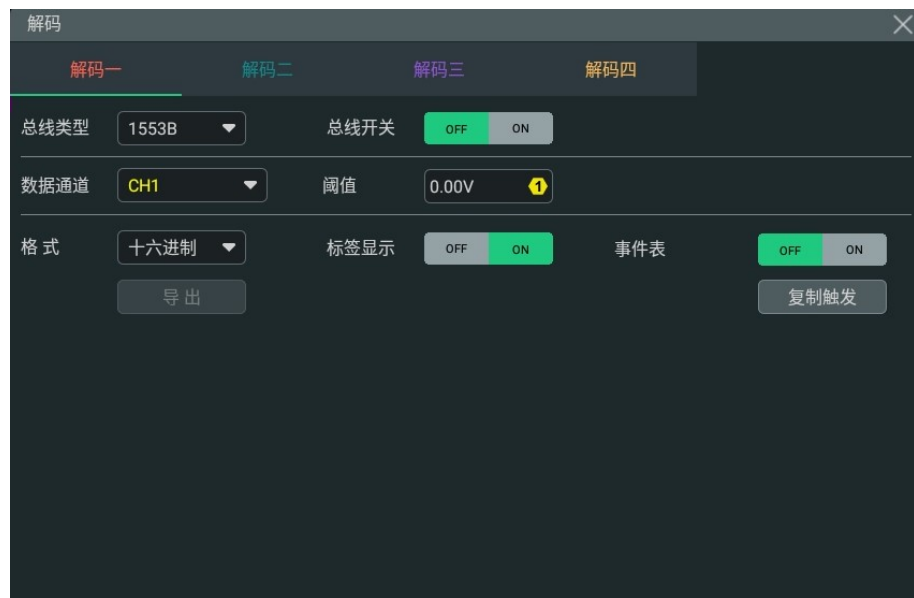 解码
解码一 解码二 解码三 解码四
总线类型 1553B 总线开关 OFF ON
数据通道 CH1 阈值 0.00V 1
格式 十六进制 标签显示 OFF ON 事件表 OFF ON
导出 复制触发